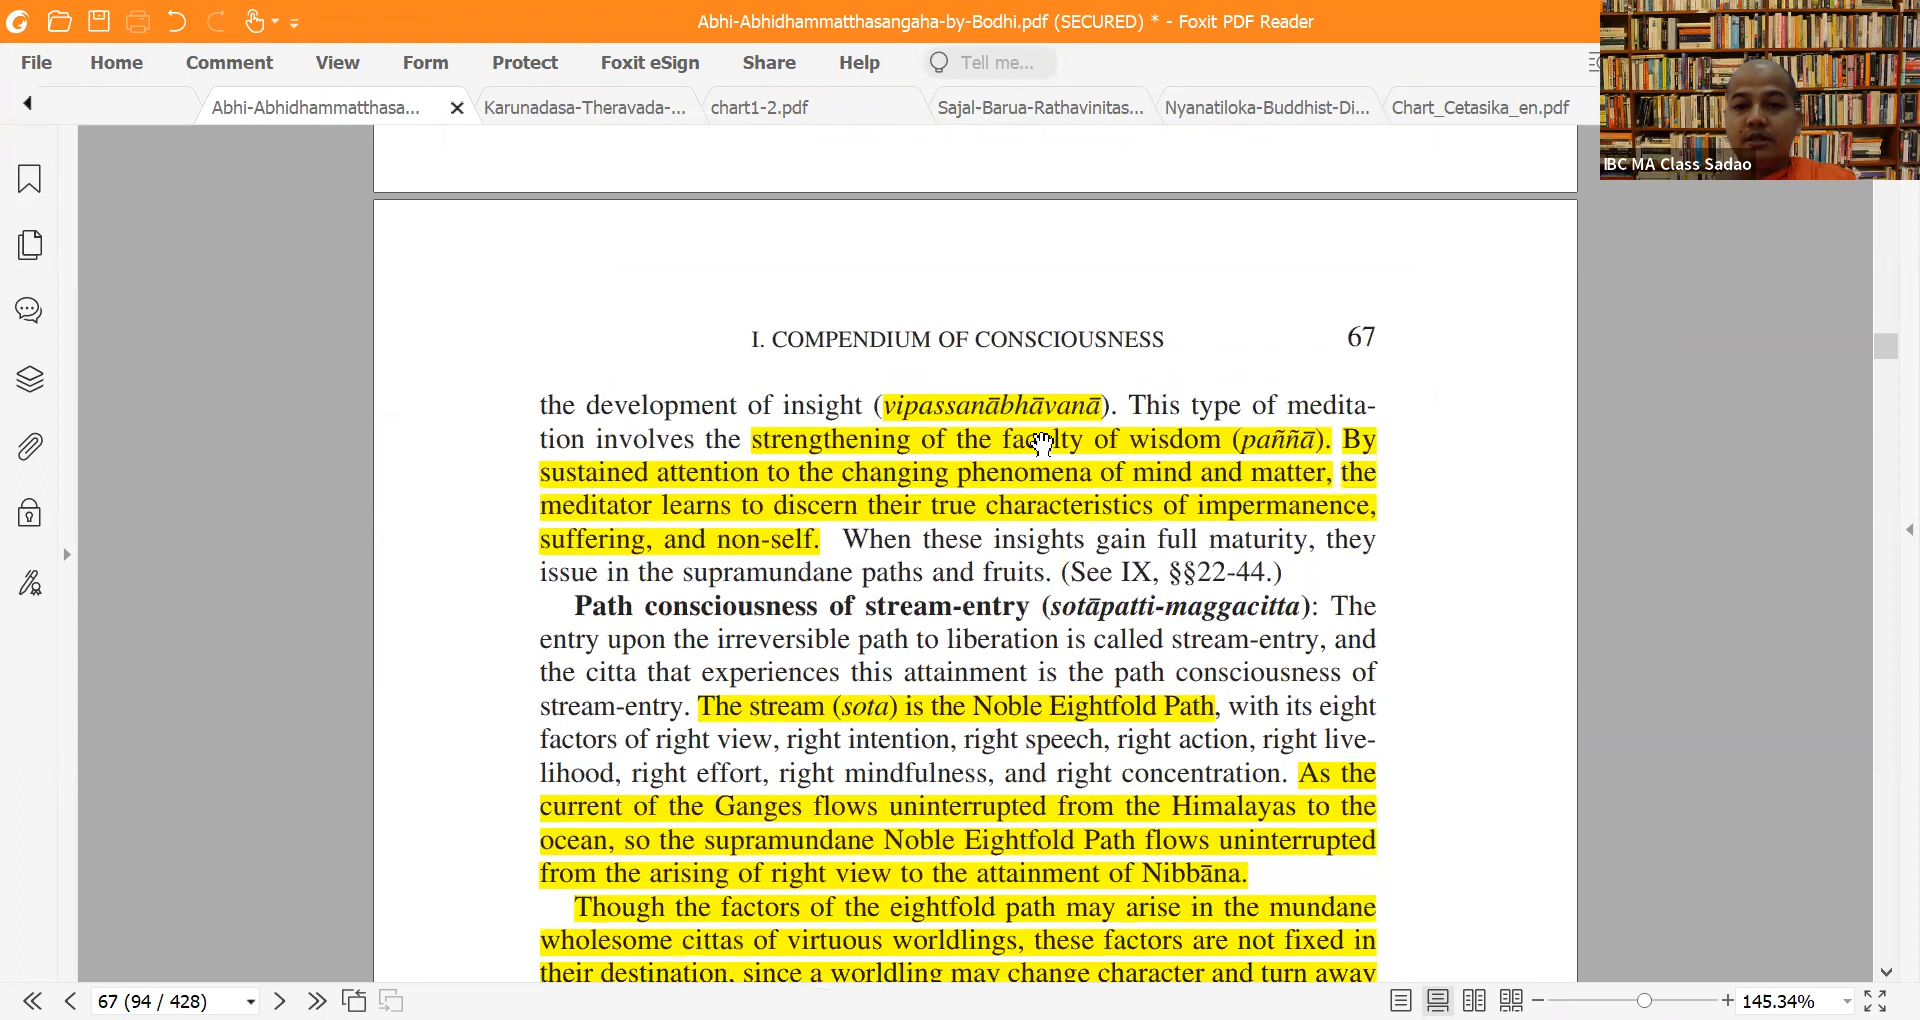 Abhi-Abhidhammatthasangaha-by-Bodhi.pdf (SECURED) * - Foxit PDF Reader
File Home Comment View Form Protect Foxit eSign Share Help Tell me...
Abhi-Abhidhammatthasa... Karunadasa-Theravada-... chart1-2.pdf Sajal-Barua-Rathavinitas... Nyanatiloka-Buddhist-Di... Chart_Cetasika_en.pdf
IBC MA Class Sadao
I. COMPENDIUM OF CONSCIOUSNESS 67
the development of insight (vipassanābhāvanā). This type of medita-
tion involves the strengthening of the faculty of wisdom (paññā). By
sustained attention to the changing phenomena of mind and matter, the
meditator learns to discern their true characteristics of impermanence,
suffering, and non-self. When these insights gain full maturity, they
issue in the supramundane paths and fruits. (See IX, §§22-44.)
Path consciousness of stream-entry (sotāpatti-maggacitta): The
entry upon the irreversible path to liberation is called stream-entry, and
the citta that experiences this attainment is the path consciousness of
stream-entry. The stream (sota) is the Noble Eightfold Path, with its eight
factors of right view, right intention, right speech, right action, right live-
lihood, right effort, right mindfulness, and right concentration. As the
current of the Ganges flows uninterrupted from the Himalayas to the
ocean, so the supramundane Noble Eightfold Path flows uninterrupted
from the arising of right view to the attainment of Nibbāna.
Though the factors of the eightfold path may arise in the mundane
wholesome cittas of virtuous worldlings, these factors are not fixed in
their destination, since a worldling may change character and turn away
67 (94 / 428) 145.34%